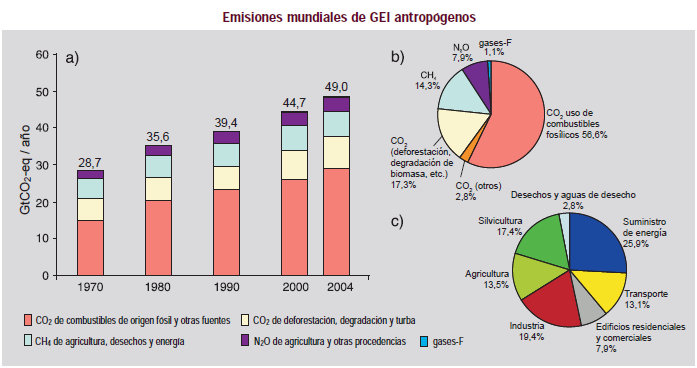 Emisiones mundiales de GEI antropógenos
a)
GtCO2-eq / año
60
50
40
30
20
10
0
28,7
35,6
39,4
44,7
49,0
1970
1980
1990
2000
2004
CO2 de combustibles de origen fósil y otras fuentes
CO2 de deforestación, degradación y turba
CH4 de agricultura, desechos y energía
N2O de agricultura y otras procedencias
gases-F
b)
gases-F
1,1%
N2O
7,9%
CH4
14,3%
CO2
(deforestación,
degradación de
biomasa, etc.)
17,3%
CO2 (otros)
2,8%
CO2 uso de
combustibles
fosílicos 56,6%
c)
Desechos y aguas de desecho
2,8%
Silvicultura
17,4%
Agricultura
13,5%
Industria
19,4%
Edificios residenciales
y comerciales
7,9%
Transporte
13,1%
Suministro
de energía
25,9%